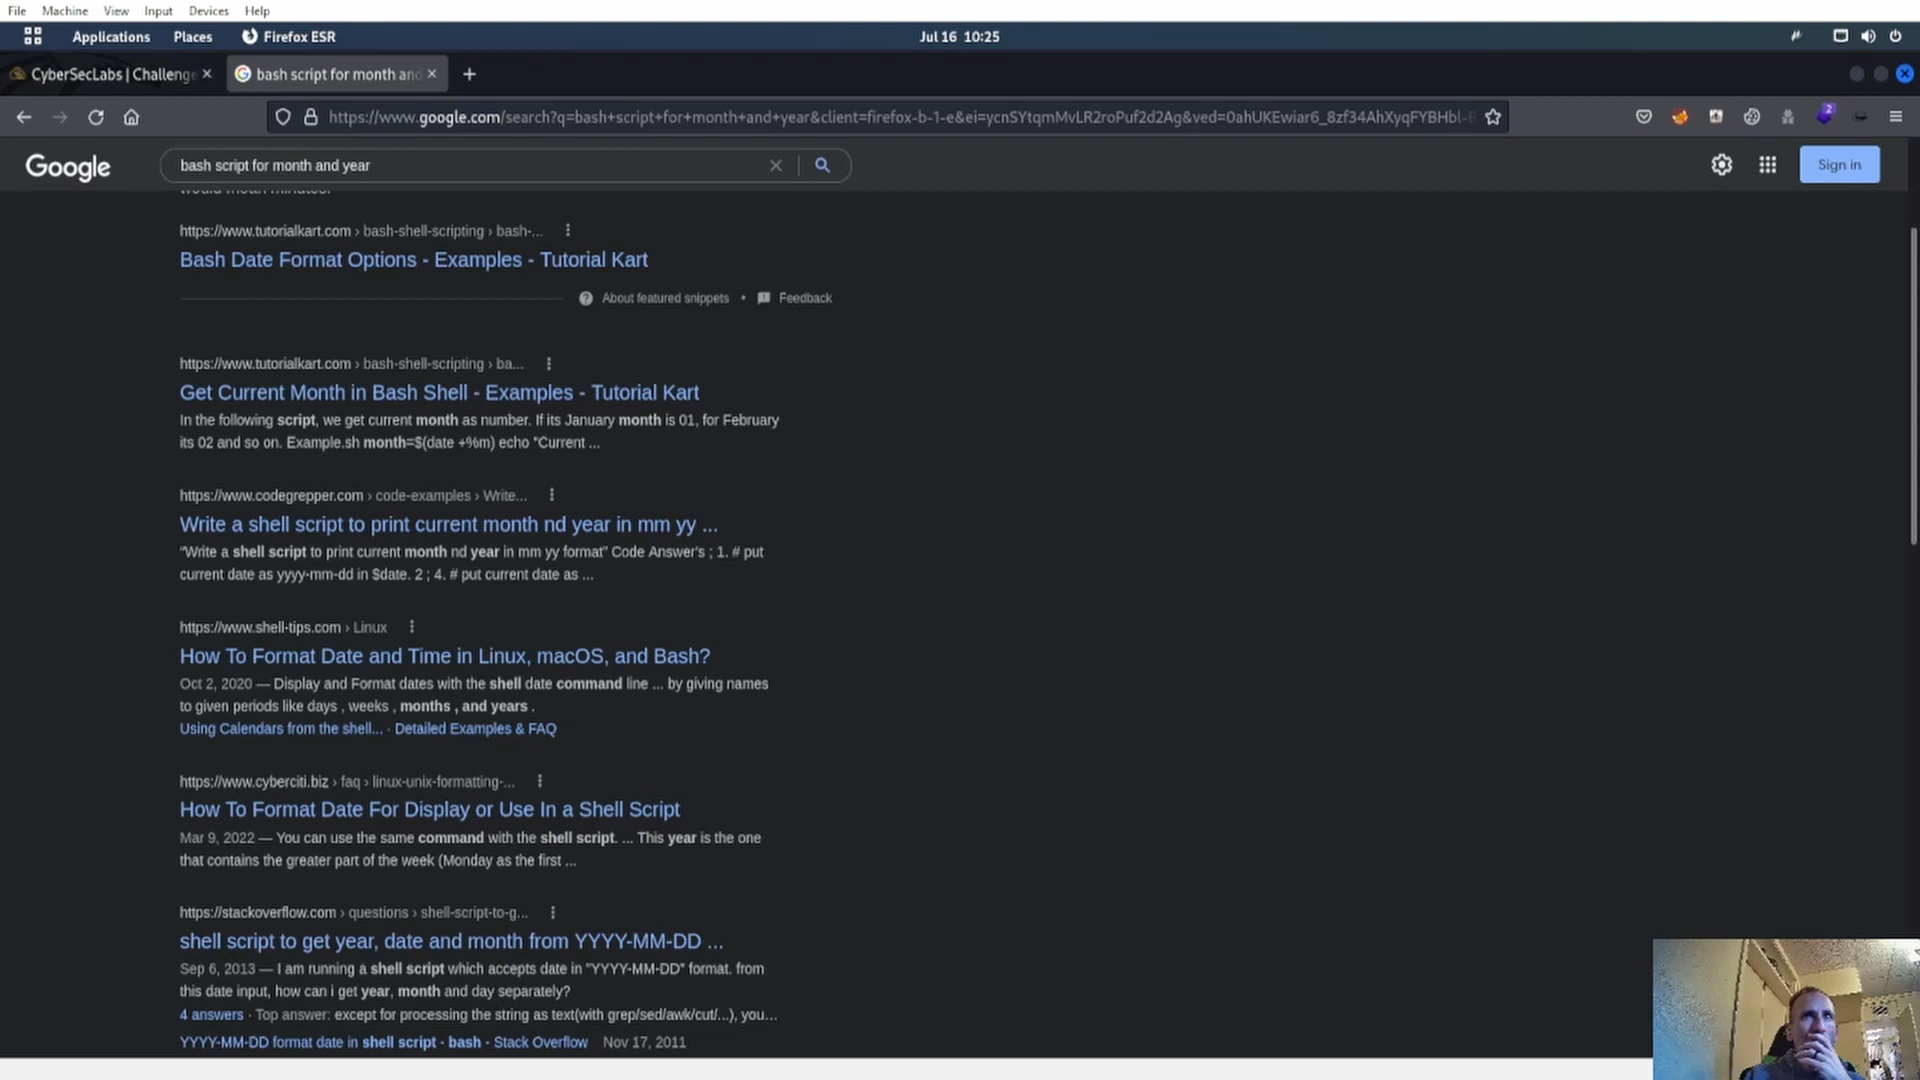 File Machine View Input Devices Help
Applications Places Firefox ESR Jul 16 10:25
CyberSecLabs | Challenge bash script for month and
https://www.google.com/search?q=bash+script+for+month+and+year&client=firefox-b-1-e&ei=ycnSYtqmMvLR2roPuf2d2Ag&ved=0ahUKEwiar6_8zf34AhXyqFYBHbl- 2
Google bash script for month and year Sign in
would mean minutes.
https://www.tutorialkart.com › bash-shell-scripting › bash-...
Bash Date Format Options - Examples - Tutorial Kart
About featured snippets • Feedback
https://www.tutorialkart.com › bash-shell-scripting › ba...
Get Current Month in Bash Shell - Examples - Tutorial Kart
In the following script, we get current month as number. If its January month is 01, for February
its 02 and so on. Example.sh month=$(date +%m) echo "Current ...
https://www.codegrepper.com › code-examples › Write...
Write a shell script to print current month nd year in mm yy ...
"Write a shell script to print current month nd year in mm yy format" Code Answer's ; 1. # put
current date as yyyy-mm-dd in $date. 2 ; 4. # put current date as ...
https://www.shell-tips.com › Linux
How To Format Date and Time in Linux, macOS, and Bash?
Oct 2, 2020 — Display and Format dates with the shell date command line ... by giving names
to given periods like days , weeks , months , and years .
Using Calendars from the shell... · Detailed Examples & FAQ
https://www.cyberciti.biz › faq › linux-unix-formatting-...
How To Format Date For Display or Use In a Shell Script
Mar 9, 2022 — You can use the same command with the shell script. ... This year is the one
that contains the greater part of the week (Monday as the first ...
https://stackoverflow.com › questions › shell-script-to-g...
shell script to get year, date and month from YYYY-MM-DD ...
Sep 6, 2013 — I am running a shell script which accepts date in "YYYY-MM-DD" format. from
this date input, how can i get year, month and day separately?
4 answers · Top answer: except for processing the string as text(with grep/sed/awk/cut/...), you...
YYYY-MM-DD format date in shell script - bash - Stack Overflow Nov 17, 2011